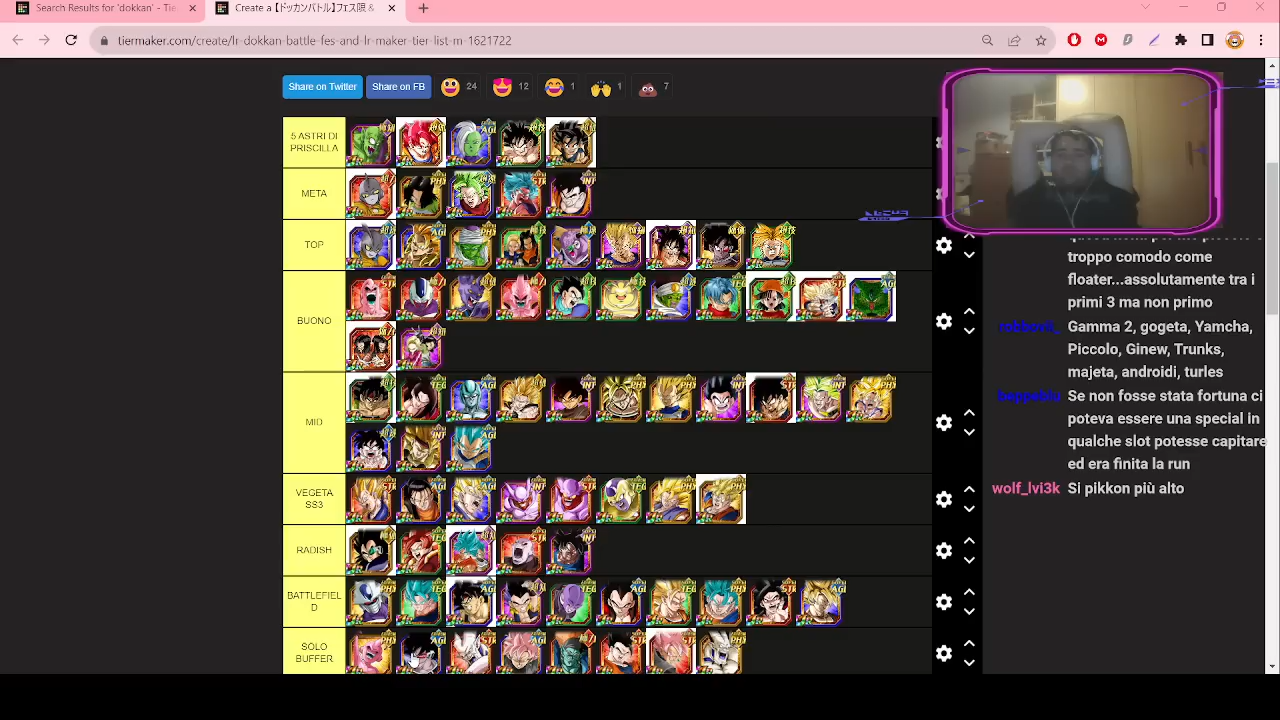 Search Results for 'dokkan' - Tie
Create a 【ドッカンバトル】フェス限 &
tiermaker.com/create/lr-dokkan-battle-fes-and-lr-maker-tier-list-m-1621722
Share on Twitter
Share on FB
24
12
1
1
7
5 ASTRI DI
PRISCILLA
META
TOP
BUONO
MID
VEGETA
SS3
RADISH
BATTLEFIEL
D
SOLO
BUFFER
troppo comodo come
floater...assolutamente tra i
primi 3 ma non primo
Gamma 2, gogeta, Yamcha,
Piccolo, Ginew, Trunks,
majeta, androidi, turles
Se non fosse stata fortuna ci
poteva essere una special in
qualche slot potesse capitare
ed era finita la run
wolf_lvi3k Si pikkon più alto